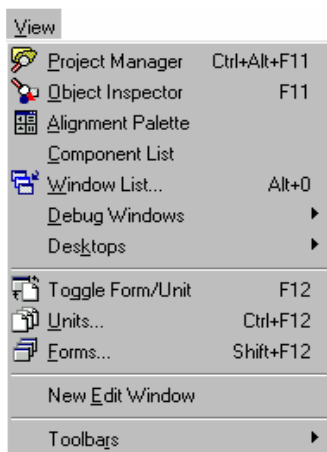 View
Project Manager Ctrl+Alt+F11
Object Inspector F11
Alignment Palette
Component List
Window List... Alt+0
Debug Windows
Desktops
Toggle Form/Unit F12
Units... Ctrl+F12
Forms... Shift+F12
New Edit Window
Toolbars